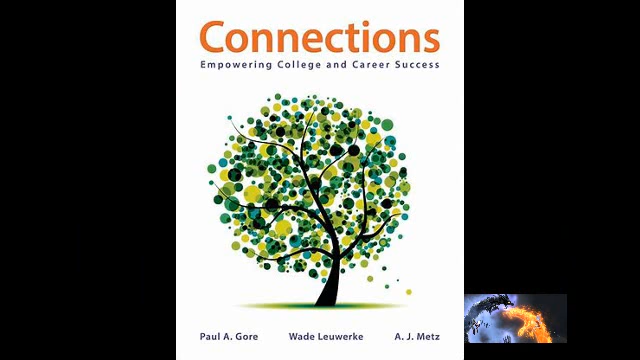 Connections
Empowering College and Career Success
Paul A. Gore Wade Leuwerke A. J. Metz